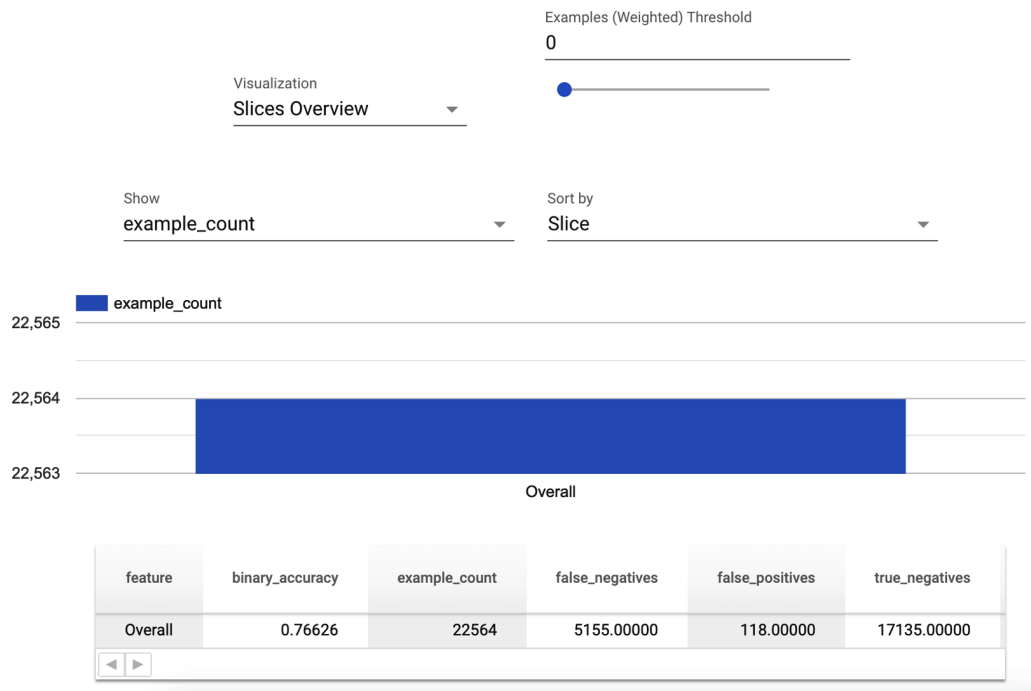 Examples (Weighted) Threshold
0
Visualization
Slices Overview
Show
example_count
Sort by
Slice
example_count
22,565
22,564
22,563
Overall
feature binary_accuracy example_count false_negatives false_positives true_negatives
Overall 0.76626 22564 5155.00000 118.00000 17135.00000